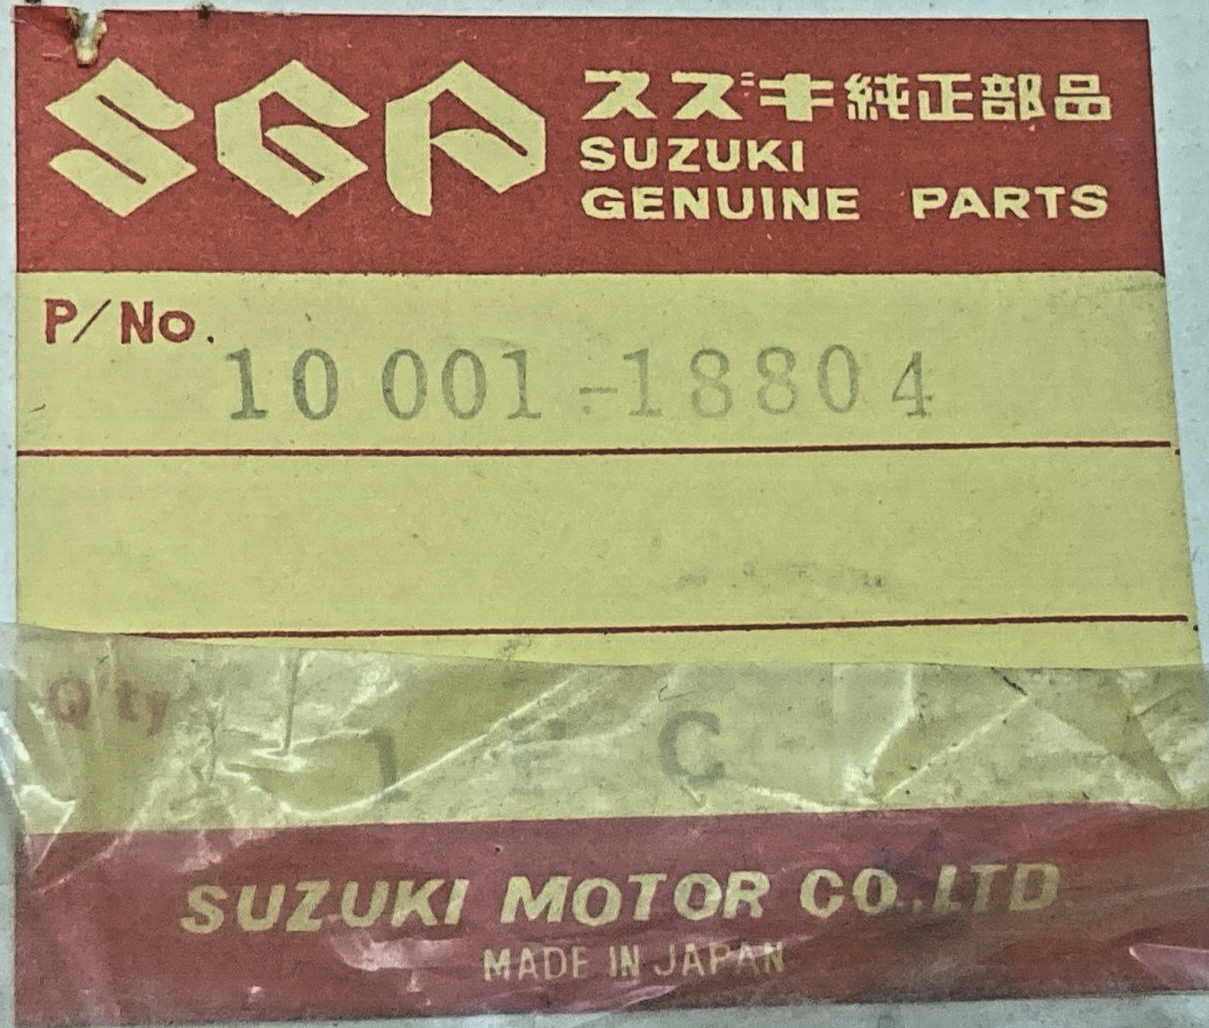 SGP
スズキ純正部品
SUZUKI
GENUINE PARTS
P/No.
10 001-18804
Q'ty
1 P C
SUZUKI MOTOR CO.,LTD.
MADE IN JAPAN